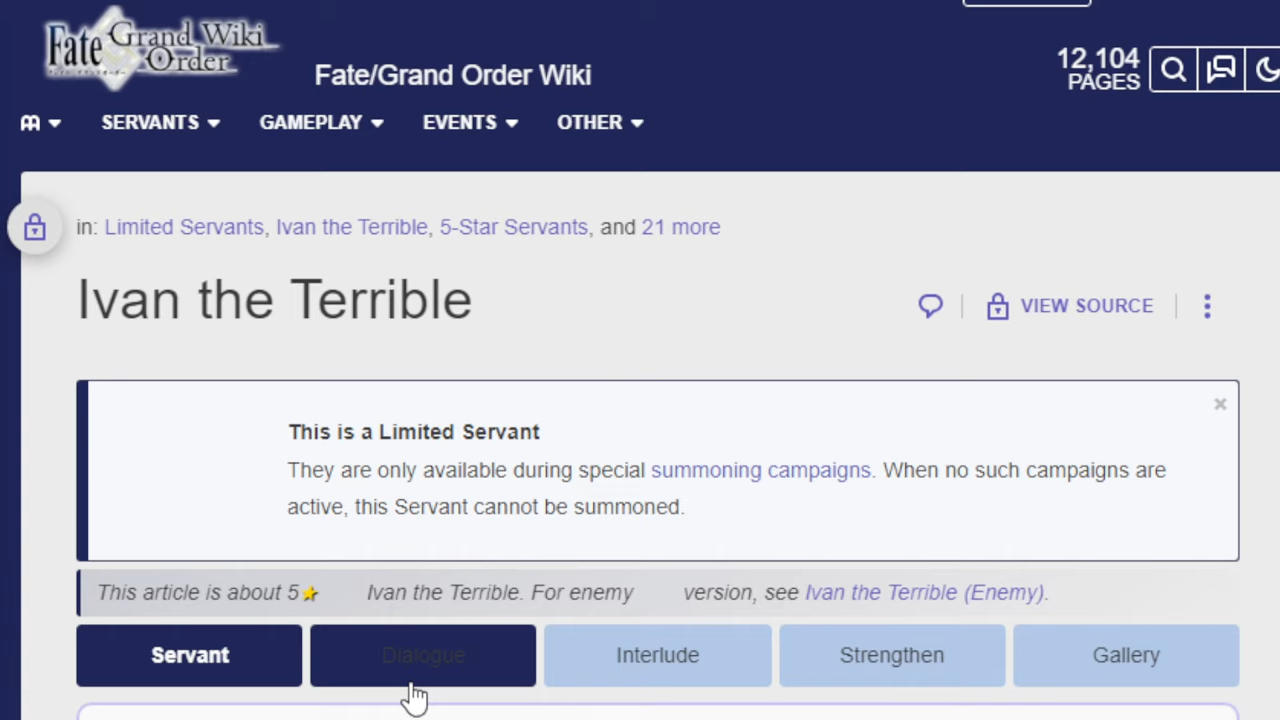 Fate Grand Wiki
Order
Fate/Grand Order Wiki
12,104
PAGES
SERVANTS
GAMEPLAY
EVENTS
OTHER
in: Limited Servants, Ivan the Terrible, 5-Star Servants, and 21 more
Ivan the Terrible
VIEW SOURCE
This is a Limited Servant
They are only available during special summoning campaigns. When no such campaigns are
active, this Servant cannot be summoned.
This article is about 5⭐ Ivan the Terrible. For enemy version, see Ivan the Terrible (Enemy).
Servant
Dialogue
Interlude
Strengthen
Gallery